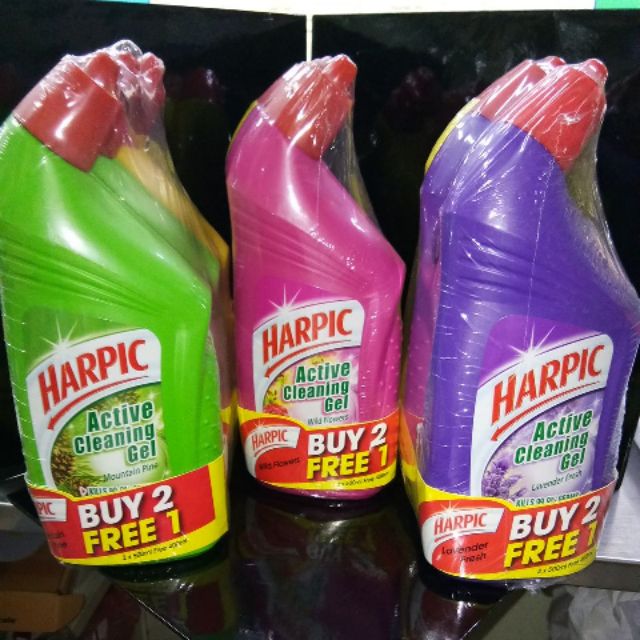 HARPIC
Active
Cleaning
Gel
Mountain Pine
BUY 2
FREE 1
HARPIC
Active
Cleaning
Gel
Wild Flowers
HARPIC
Wild Flowers
BUY 2
FREE 1
HARPIC
Active
Cleaning
Gel
Lavender Fresh
HARPIC
Lavender
Fresh
BUY 2
FREE 1